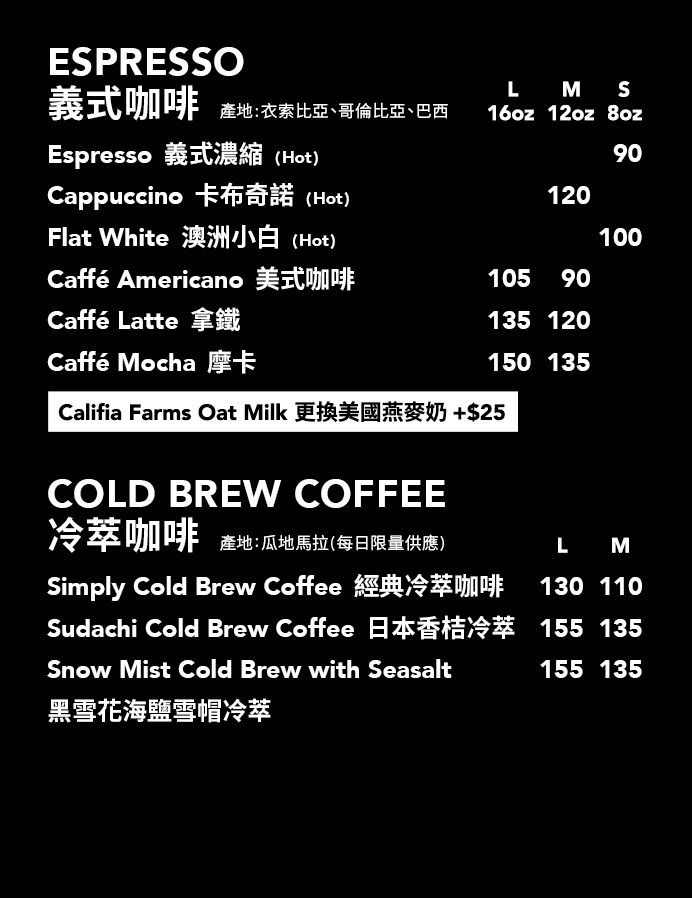 ESPRESSO
義式咖啡 產地:衣索比亞、哥倫比亞、巴西
L M S
16oz 12oz 8oz
Espresso 義式濃縮 (Hot) 90
Cappuccino 卡布奇諾 (Hot) 120
Flat White 澳洲小白 (Hot) 100
Caffé Americano 美式咖啡 105 90
Caffé Latte 拿鐵 135 120
Caffé Mocha 摩卡 150 135
Califia Farms Oat Milk 更換美國燕麥奶 +$25
COLD BREW COFFEE
冷萃咖啡 產地:瓜地馬拉(每日限量供應) L M
Simply Cold Brew Coffee 經典冷萃咖啡 130 110
Sudachi Cold Brew Coffee 日本香桔冷萃 155 135
Snow Mist Cold Brew with Seasalt 155 135
黑雪花海鹽雪帽冷萃